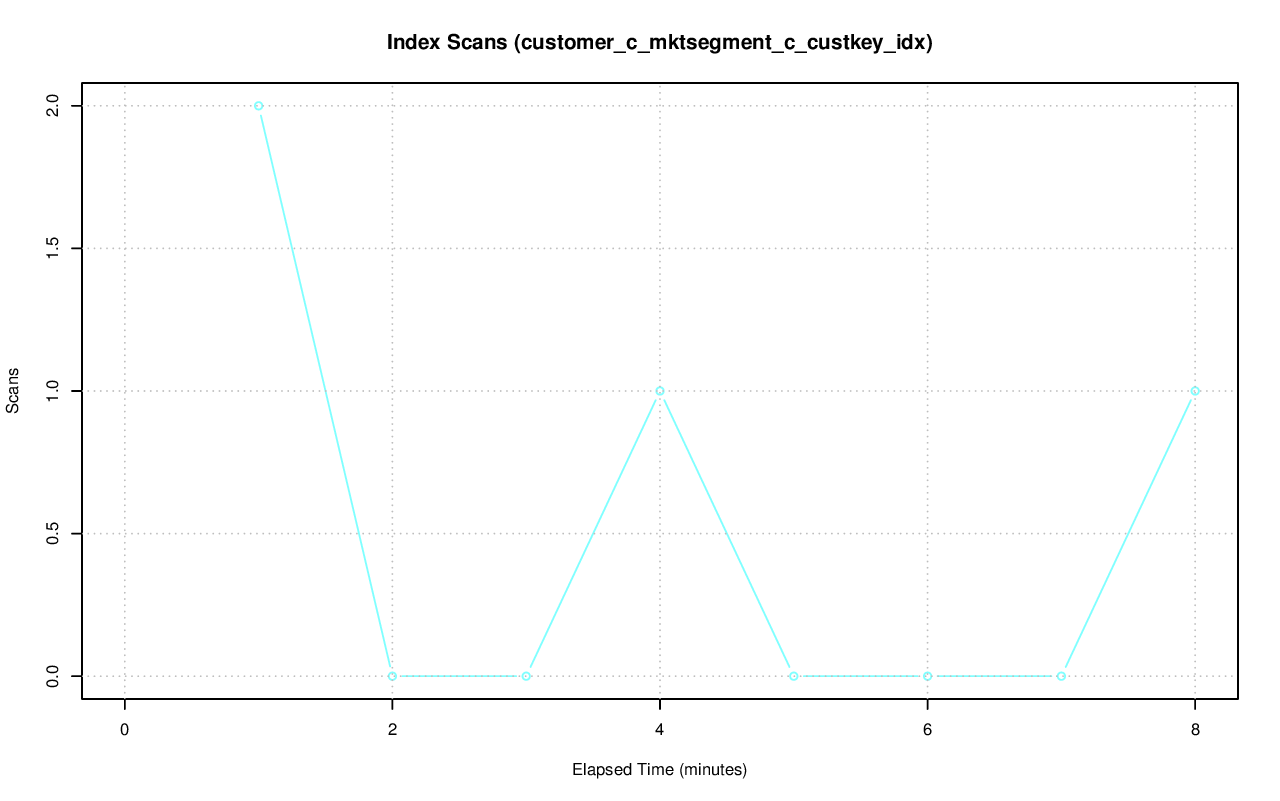 Index Scans (customer_c_mktsegment_c_custkey_idx)
Scans
2.0
1.5
1.0
0.5
0.0
0 2 4 6 8
Elapsed Time (minutes)